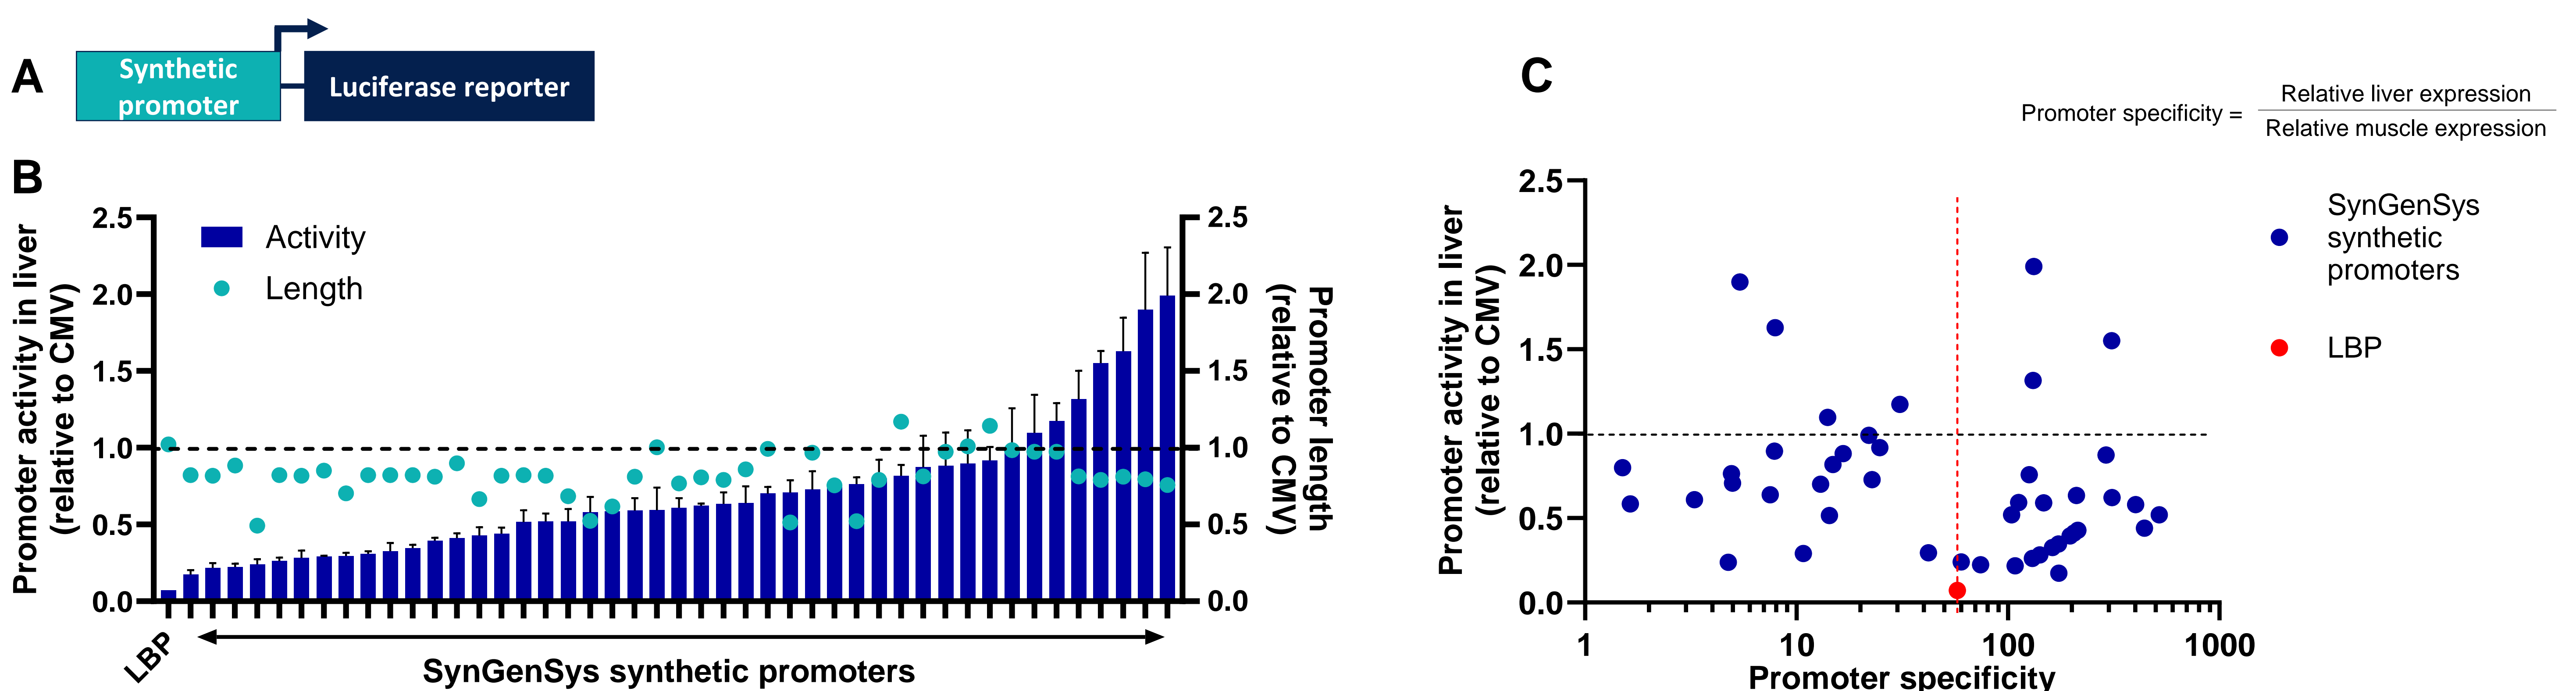 A
Synthetic
promoter
Luciferase reporter
B
Promoter activity in liver
(relative to CMV)
2.5
2.0
1.5
1.0
0.5
0.0
Activity
Length
2.5
2.0
1.5
1.0
0.5
0.0
Promoter length
(relative to CMV)
LBP
SynGenSys synthetic promoters
C
Promoter specificity =
Relative liver expression
Relative muscle expression
Promoter activity in liver
(relative to CMV)
2.5
2.0
1.5
1.0
0.5
0.0
1
10
100
1000
Promoter specificity
SynGenSys
synthetic
promoters
LBP